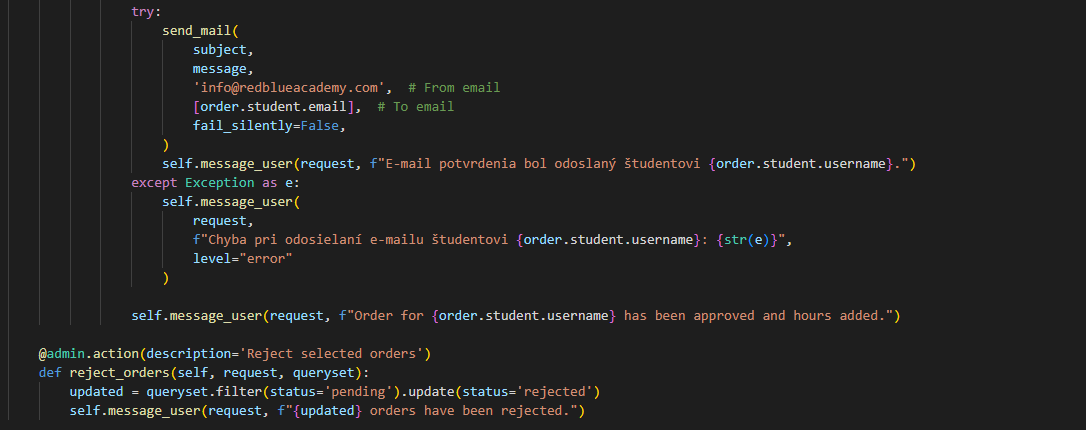 try:
send_mail(
subject,
message,
'info@redblueacademy.com',  # From email
[order.student.email],  # To email
fail_silently=False,
)
self.message_user(request, f"E-mail potvrdenia bol odoslaný študentovi {order.student.username}.")
except Exception as e:
self.message_user(
request,
f"Chyba pri odosielaní e-mailu študentovi {order.student.username}: {str(e)}",
level="error"
)
self.message_user(request, f"Order for {order.student.username} has been approved and hours added.")
@admin.action(description='Reject selected orders')
def reject_orders(self, request, queryset):
updated = queryset.filter(status='pending').update(status='rejected')
self.message_user(request, f"{updated} orders have been rejected.")